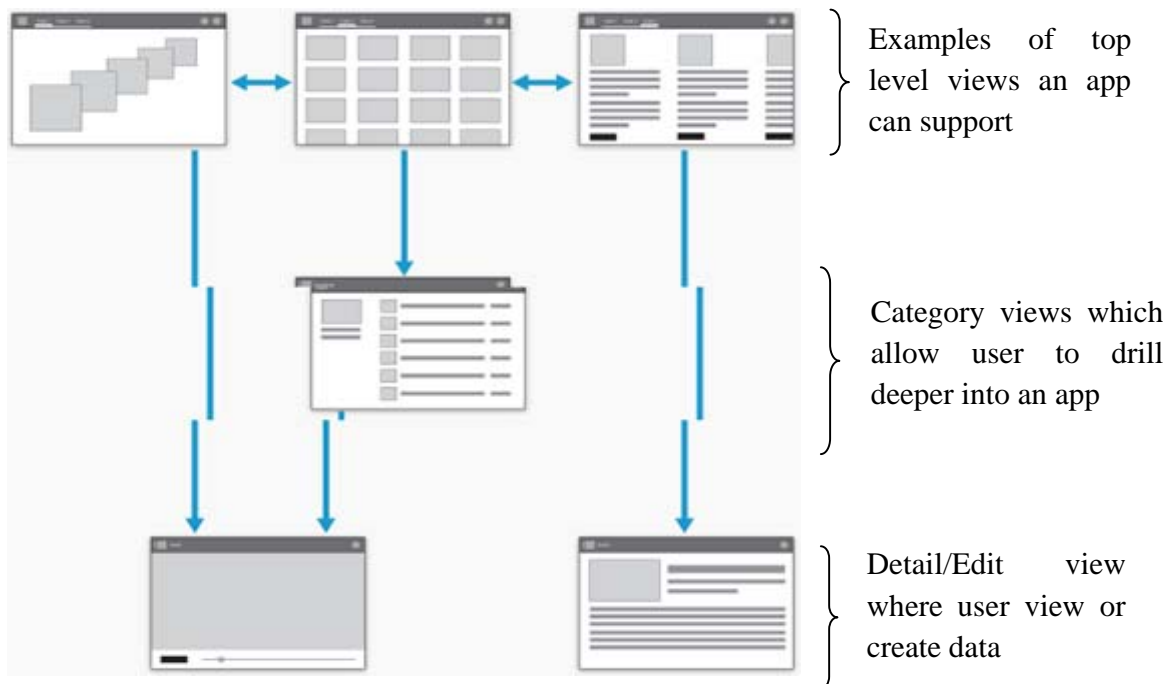 Examples of top
level views an app
can support
Category views which
allow user to drill
deeper into an app
Detail/Edit view
where user view or
create data